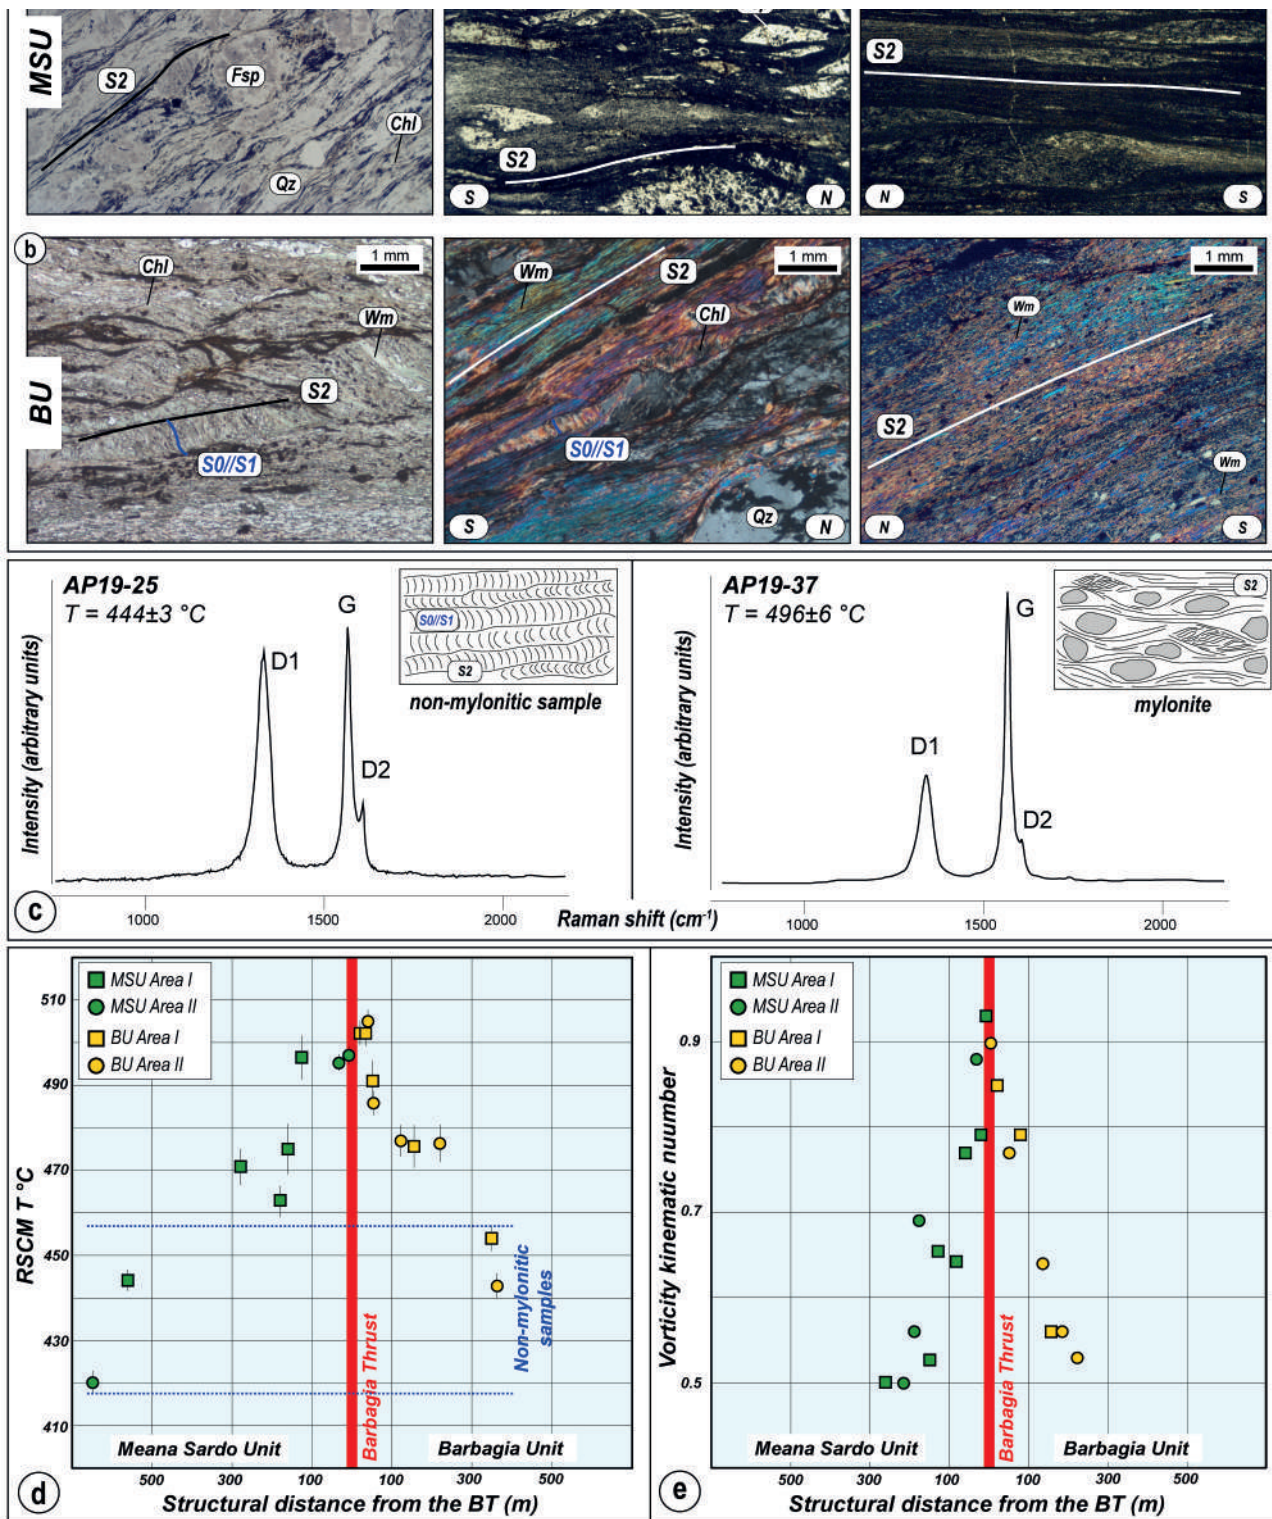 MSU
S2
Fsp
Chl
Qz
S2
S
N
S2
N
S
b
BU
1 mm
Chl
Wm
S2
S0//S1
1 mm
Wm
S2
Chl
S0//S1
Qz
S
N
1 mm
Wm
S2
Wm
N
S
AP19-25
T = 444±3 °C
Intensity (arbitrary units)
D1
G
D2
S0//S1
S2
non-mylonitic sample
1000
1500
2000
AP19-37
T = 496±6 °C
Intensity (arbitrary units)
D1
G
D2
S2
mylonite
1000
1500
2000
c
Raman shift (cm⁻¹)
MSU Area I
MSU Area II
BU Area I
BU Area II
RSCM T °C
510
490
470
450
430
410
Non-mylonitic
samples
Barbagia Thrust
Meana Sardo Unit
Barbagia Unit
500 300 100 100 300 500
Structural distance from the BT (m)
d
MSU Area I
MSU Area II
BU Area I
BU Area II
Vorticity kinematic nuumber
0.9
0.7
0.5
Barbagia Thrust
Meana Sardo Unit
Barbagia Unit
500 300 100 100 300 500
Structural distance from the BT (m)
e